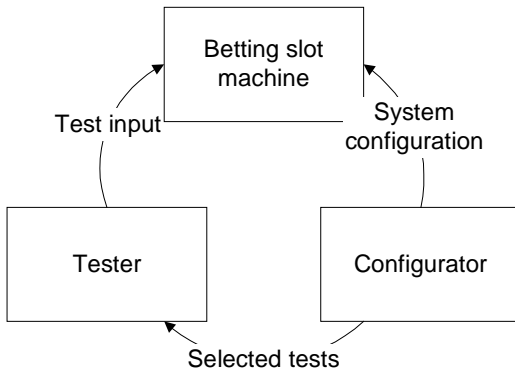 Betting slot
machine
Test input
System
configuration
Tester
Configurator
Selected tests